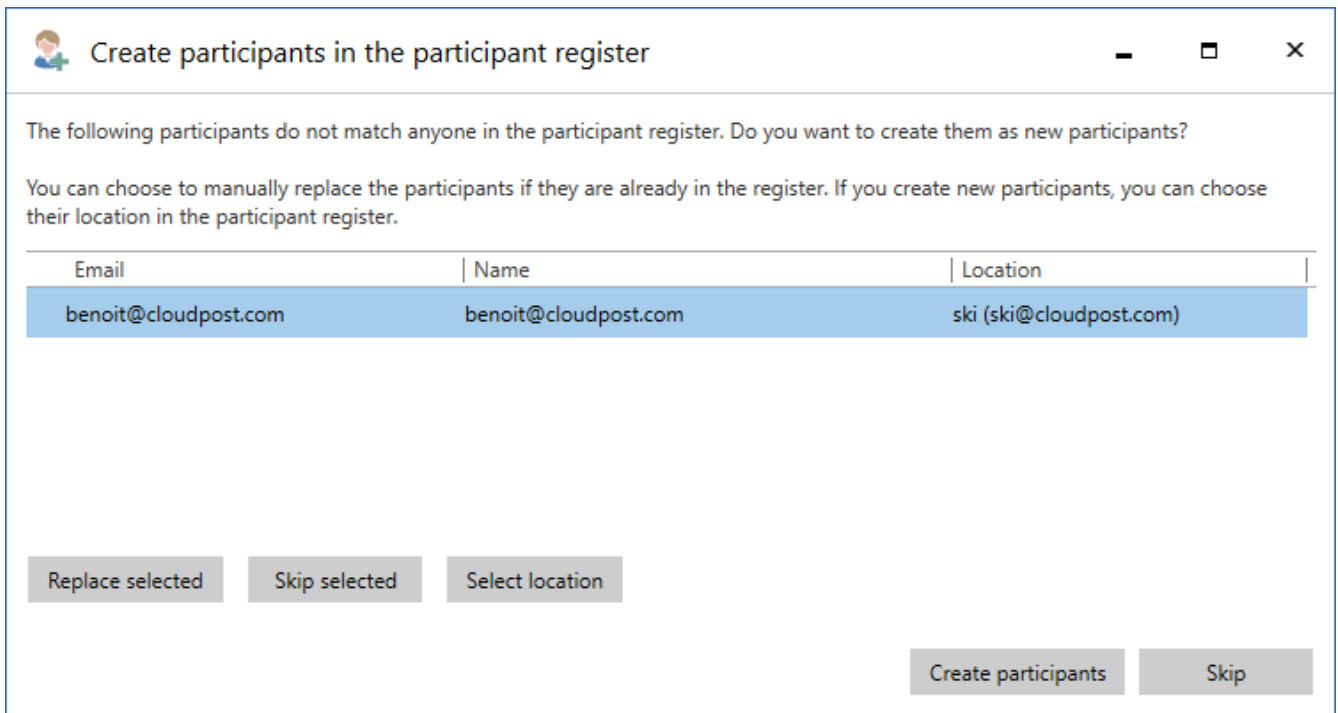 Create participants in the participant register
The following participants do not match anyone in the participant register. Do you want to create them as new participants?
You can choose to manually replace the participants if they are already in the register. If you create new participants, you can choose
their location in the participant register.
Email Name Location
benoit@cloudpost.com benoit@cloudpost.com ski (ski@cloudpost.com)
Replace selected Skip selected Select location
Create participants Skip